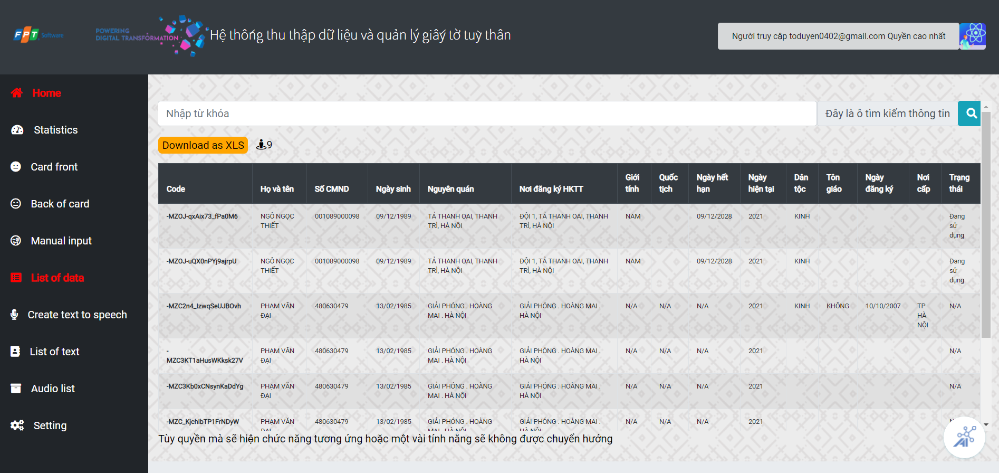 FPT Software
POWERING
DIGITAL TRANSFORMATION
Hệ thống thu thập dữ liệu và quản lý giấy tờ tuỳ thân
Người truy cập toduyen0402@gmail.com Quyền cao nhất
Home
Statistics
Card front
Back of card
Manual input
List of data
Create text to speech
List of text
Audio list
Setting
Nhập từ khóa
Đây là ô tìm kiếm thông tin
Download as XLS 9
Code Họ và tên Số CMND Ngày sinh Nguyên quán Nơi đăng ký HKTT Giới tính Quốc tịch Ngày hết hạn Ngày hiện tại Dân tộc Tôn giáo Ngày đăng ký Nơi cấp Trạng thái
-MZOJ-qxAix73_fPa0M6 NGÔ NGỌC THIẾT 001089000098 09/12/1989 TẢ THANH OAI, THANH TRÌ, HÀ NỘI ĐỘI 1, TẢ THANH OAI, THANH TRÌ, HÀ NỘI NAM 09/12/2028 2021 KINH Đang sử dụng
-MZOJ-uQX0nPYj9ajrpU NGÔ NGỌC THIẾT 001089000098 09/12/1989 TẢ THANH OAI, THANH TRÌ, HÀ NỘI ĐỘI 1, TẢ THANH OAI, THANH TRÌ, HÀ NỘI NAM 09/12/2028 2021 KINH Đang sử dụng
-MZC2n4_IzwqSeUJBOvh PHẠM VĂN ĐẠI 480630479 13/02/1985 GIẢI PHÓNG . HOÀNG MAI . HÀ NỘI GIẢI PHÓNG . HOÀNG MAI . HÀ NỘI N/A N/A N/A 2021 KINH KHÔNG 10/10/2007 TP HÀ NỘI N/A
-MZC3KT1aHusWKksk27V PHẠM VĂN ĐẠI 480630479 13/02/1985 GIẢI PHÓNG . HOÀNG MAI . HÀ NỘI GIẢI PHÓNG . HOÀNG MAI . HÀ NỘI N/A N/A N/A 2021 N/A
-MZC3Kb0xCNsynKaDdYg PHẠM VĂN ĐẠI 480630479 13/02/1985 GIẢI PHÓNG . HOÀNG MAI . HÀ NỘI GIẢI PHÓNG . HOÀNG MAI . HÀ NỘI N/A N/A N/A 2021 N/A
-MZC_KjchlbTP1FrNDyW PHẠM VĂN 480630479 13/02/1985 GIẢI PHÓNG . HOÀNG GIẢI PHÓNG . HOÀNG MAI . N/A N/A N/A 2021
Tùy quyền mà sẽ hiện chức năng tương ứng hoặc một vài tính năng sẽ không được chuyển hướng
AI